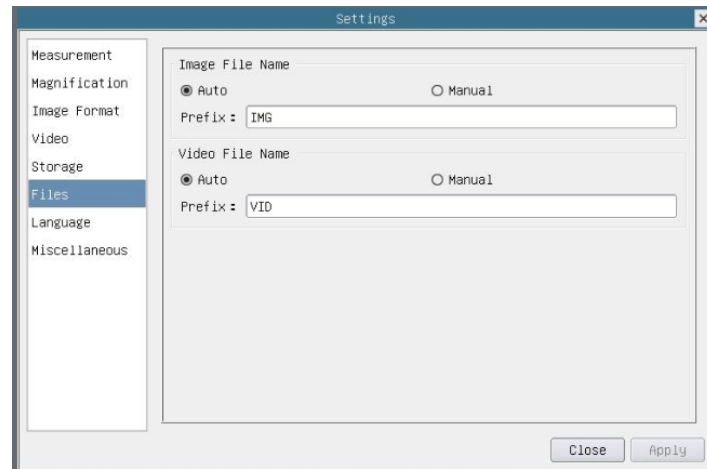 Settings
Measurement
Magnification
Image Format
Video
Storage
Files
Language
Miscellaneous
Image File Name
Auto
Manual
Prefix: IMG
Video File Name
Auto
Manual
Prefix: VID
Close
Apply